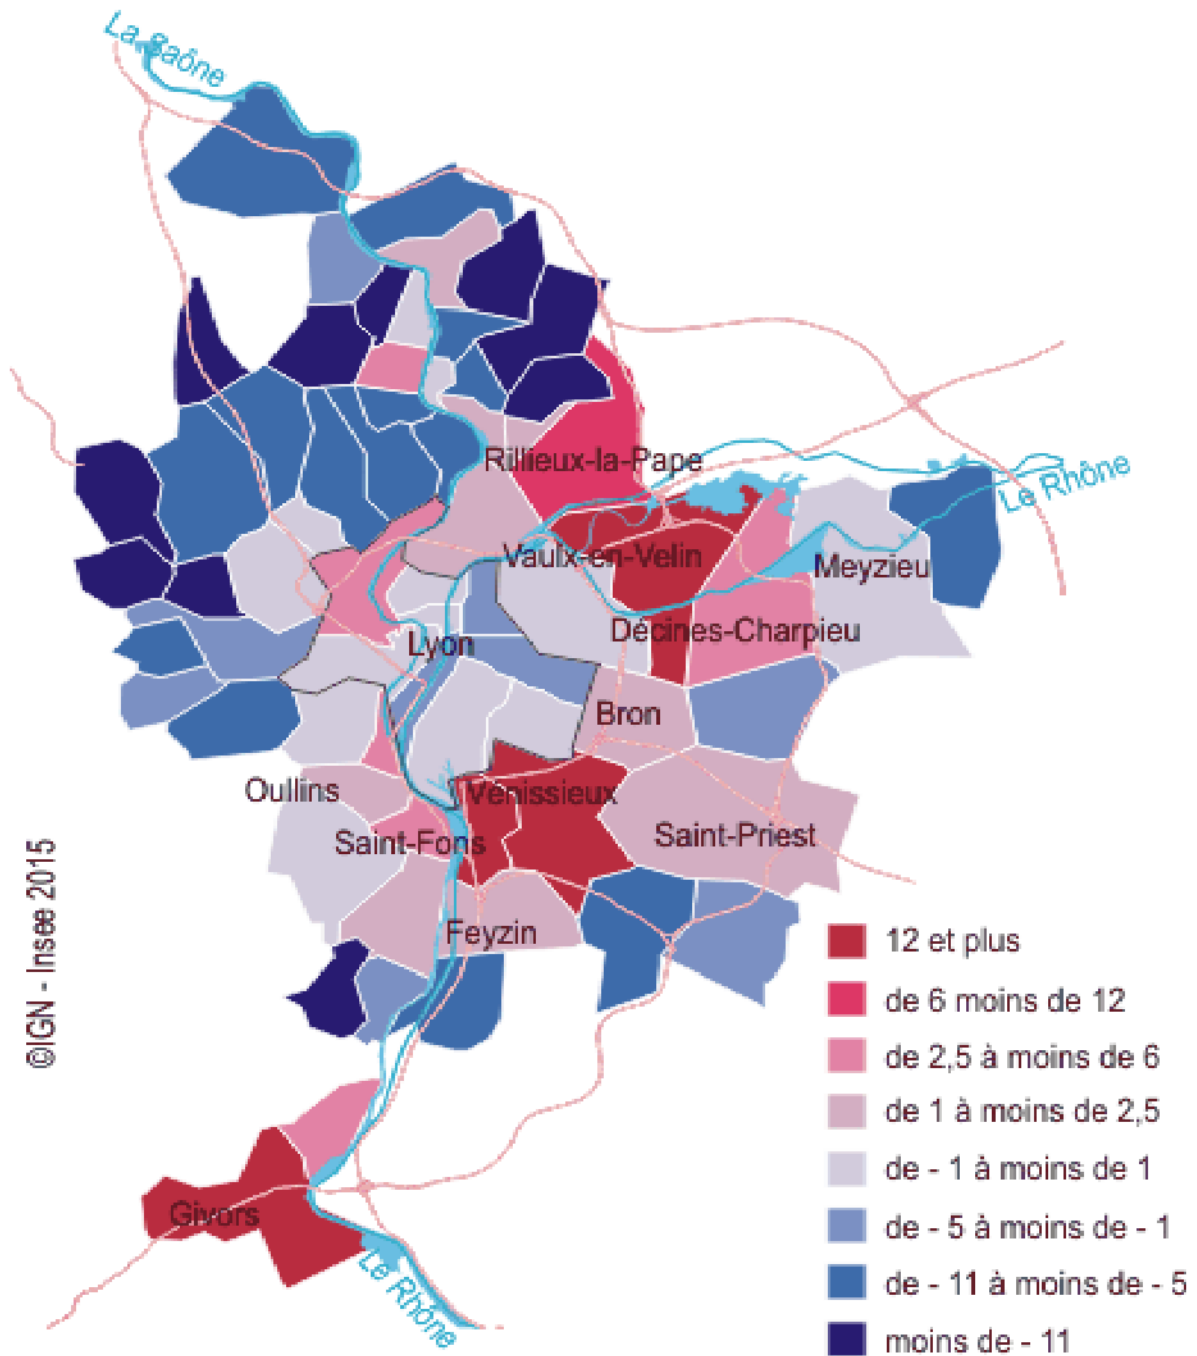 La Saône
Rillieux-la-Pape
Le Rhône
Vaulx-en-Velin
Meyzieu
Décines-Charpieu
Lyon
Bron
Oullins
Vénissieux
Saint-Fons
Saint-Priest
Feyzin
©IGN - Insee 2015
Givors
Le Rhône
12 et plus
de 6 moins de 12
de 2,5 à moins de 6
de 1 à moins de 2,5
de - 1 à moins de 1
de - 5 à moins de - 1
de - 11 à moins de - 5
moins de - 11